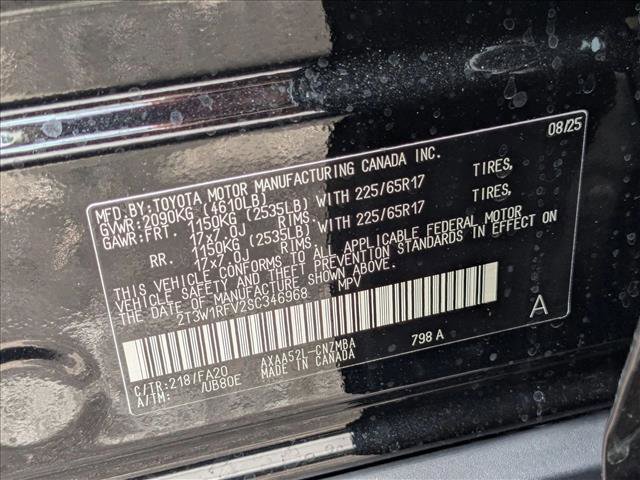 08/25
MFD.BY:TOYOTA MOTOR MANUFACTURING CANADA INC.
GVWR:2090KG (4610LB)
GAWR:FRT. 1150KG (2535LB) WITH 225/65R17 TIRES,
17x7.0J RIMS,
RR. 1150KG (2535LB) WITH 225/65R17 TIRES,
17x7.0J RIMS,
THIS VEHICLE CONFORMS TO ALL APPLICABLE FEDERAL MOTOR
VEHICLE SAFETY AND THEFT PREVENTION STANDARDS IN EFFECT ON
THE DATE OF MANUFACTURE SHOWN ABOVE.
2T3W1RFV2SC346968 MPV
A
C/TR:218/FA20 AXAA52L-CNZMBA 798 A
A/TM: /UB80E MADE IN CANADA